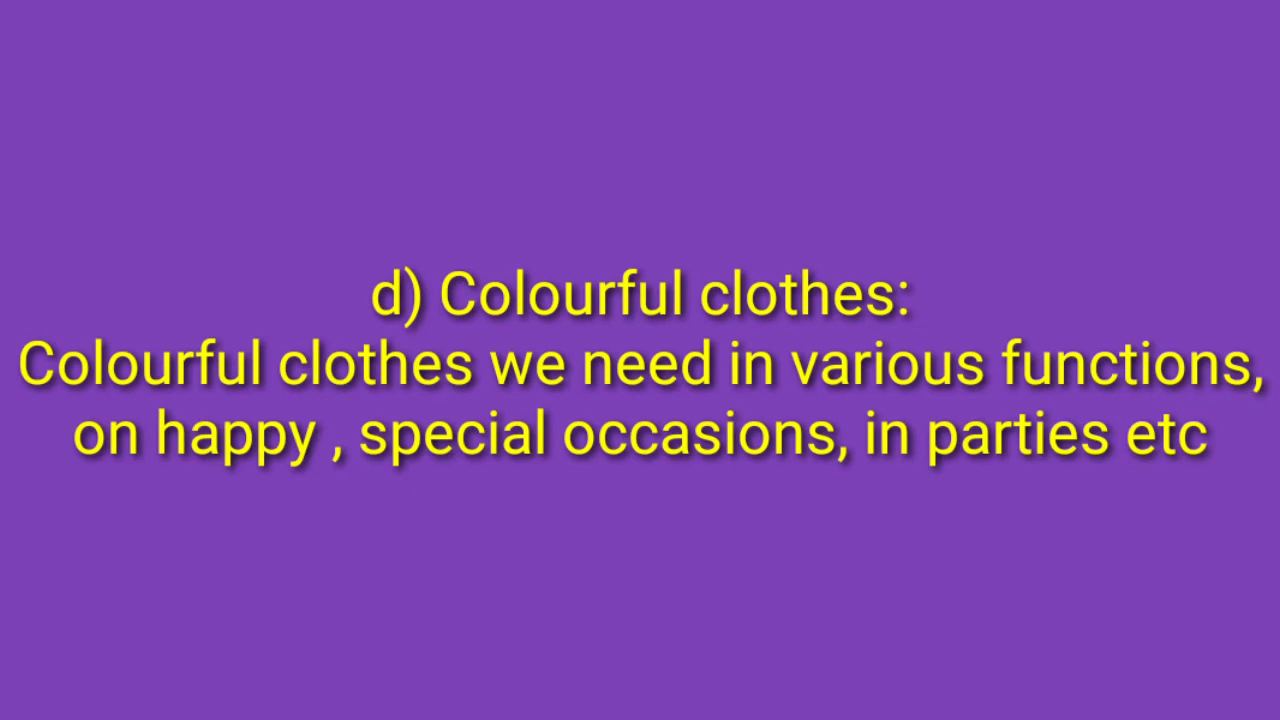 d) Colourful clothes:
Colourful clothes we need in various functions,
on happy , special occasions, in parties etc